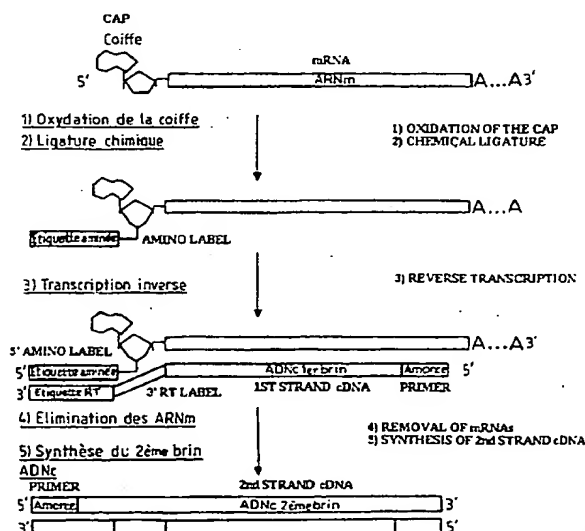 CAP
Coiffe
5'
mRNA
ARNm
A...A3'
1) Oxydation de la coiffe
2) Ligature chimique
1) OXIDATION OF THE CAP
2) CHEMICAL LIGATURE
A...A
Etiquette aminée
AMINO LABEL
3) Transcription inverse
3) REVERSE TRANSCRIPTION
A...A 3'
5' AMINO LABEL
5' Etiquette aminée
ADNc 1er brin
Amorce
5'
3' Etiquette RT
3' RT LABEL
1ST STRAND cDNA
PRIMER
4) Elimination des ARNm
4) REMOVAL OF mRNAs
5) SYNTHESIS OF 2nd STRAND cDNA
5) Synthèse du 2ème brin
ADNc
PRIMER
2nd STRAND cDNA
5' Amorce
ADNc 2ème brin
3'
3'
5'